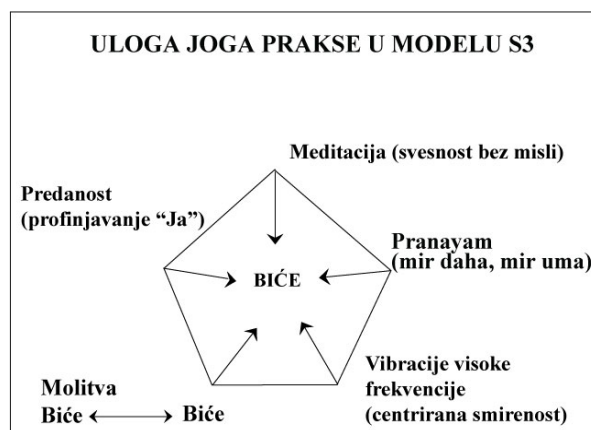 ULOGA JOGA PRAKSE U MODELU S3
Meditacija (svesnost bez misli)
Predanost
(profinjavanje “Ja”)
Pranayam
(mir daha, mir uma)
BIĆE
Vibracije visoke
frekvencije
(centrirana smirenost)
Molitva
Biće Biće